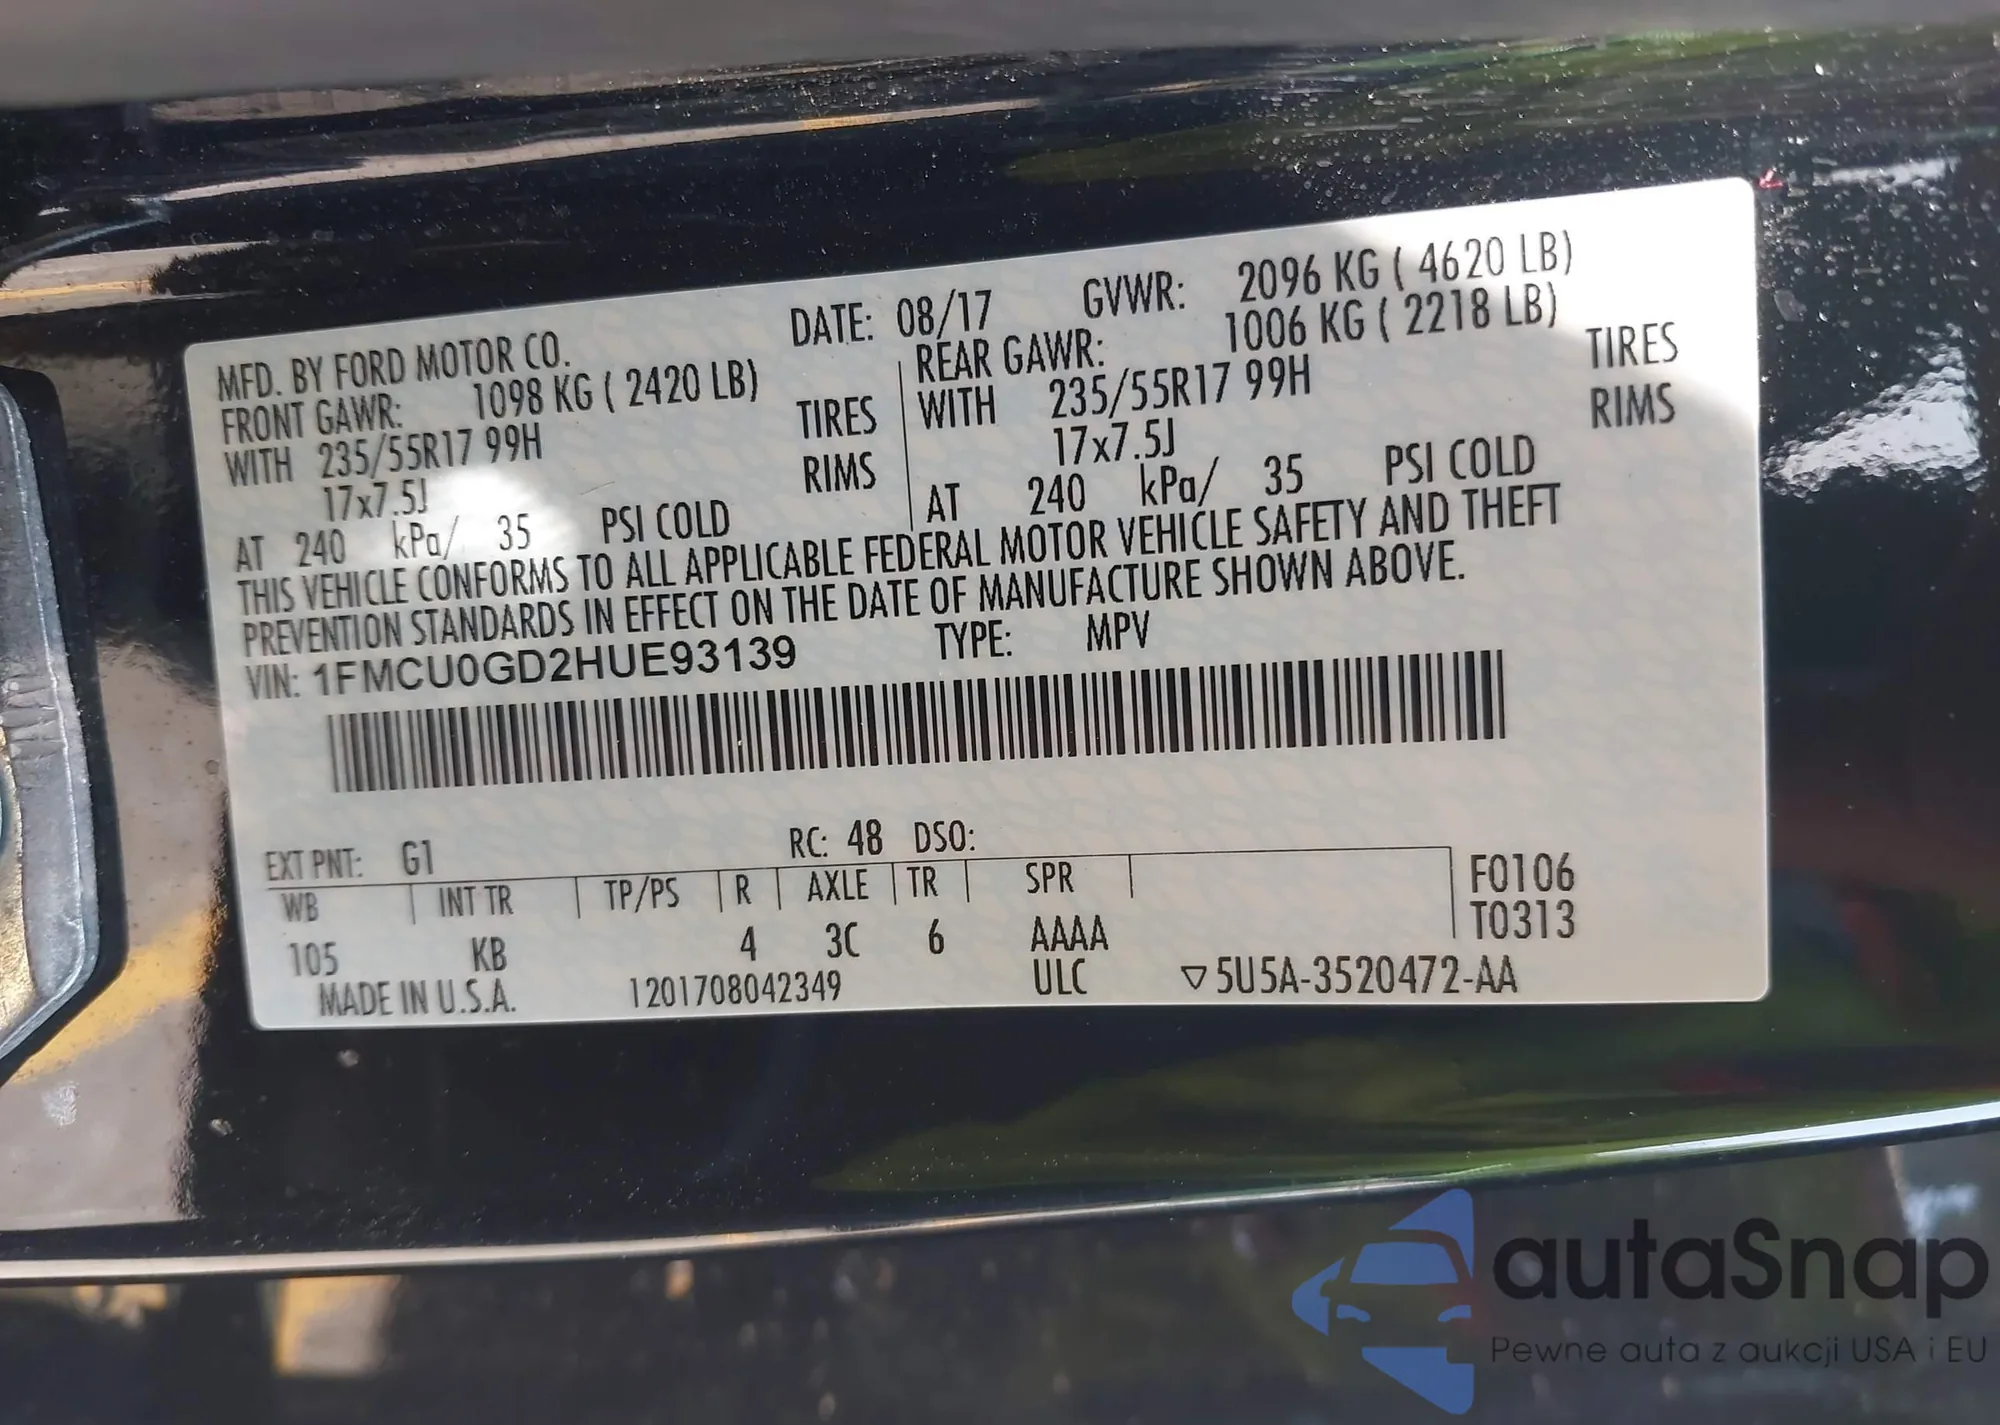 MFD. BY FORD MOTOR CO. DATE: 08/17 GVWR: 2096 KG ( 4620 LB)
FRONT GAWR: 1098 KG ( 2420 LB) REAR GAWR: 1006 KG ( 2218 LB)
WITH 235/55R17 99H TIRES WITH 235/55R17 99H TIRES
17x7.5J RIMS 17x7.5J RIMS
AT 240 kPa/ 35 PSI COLD AT 240 kPa/ 35 PSI COLD
THIS VEHICLE CONFORMS TO ALL APPLICABLE FEDERAL MOTOR VEHICLE SAFETY AND THEFT
PREVENTION STANDARDS IN EFFECT ON THE DATE OF MANUFACTURE SHOWN ABOVE.
VIN: 1FMCU0GD2HUE93139 TYPE: MPV
EXT PNT: G1 RC: 48 DSO:
WB INT TR TP/PS R AXLE TR SPR F0106
105 KB 4 3C 6 AAAA T0313
MADE IN U.S.A. 1201708042349 ULC ▽5U5A-3520472-AA
autaSnap
Pewne auta z aukcji USA i EU